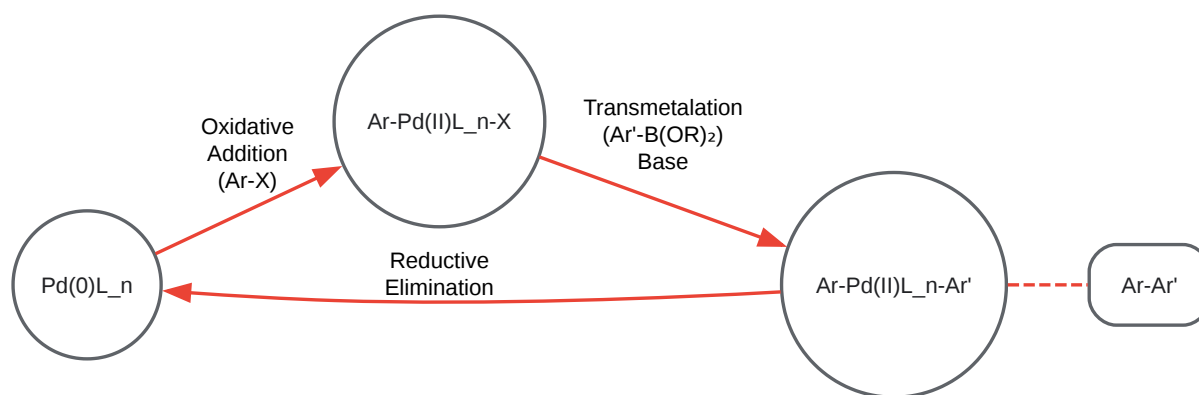 Ar-Pd(II)L_n-X
Oxidative
Addition
(Ar-X)
Transmetalation
(Ar'-B(OR)₂)
Base
Pd(0)L_n
Reductive
Elimination
Ar-Pd(II)L_n-Ar'
Ar-Ar'